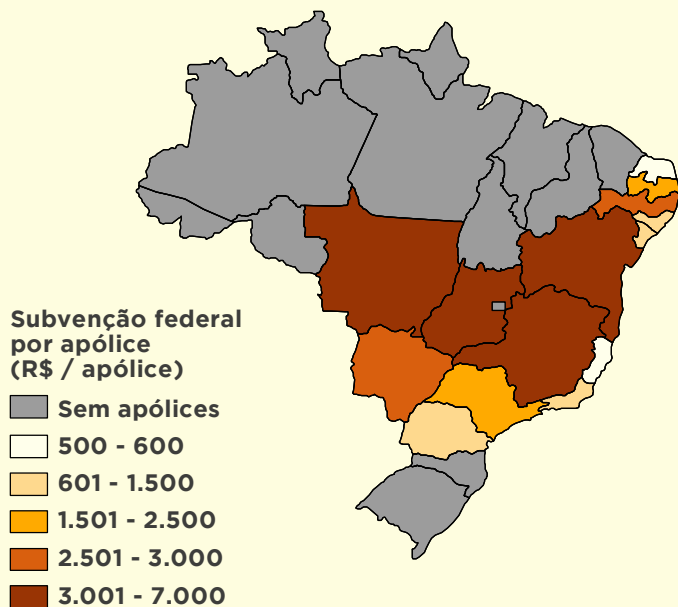 Subvenção federal
por apólice
(R$ / apólice)
Sem apólices
500 - 600
601 - 1.500
1.501 - 2.500
2.501 - 3.000
3.001 - 7.000